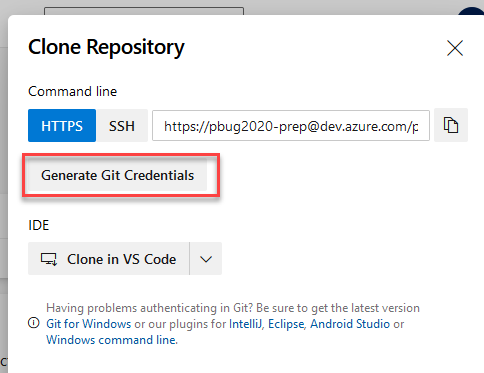 Clone Repository
Command line
HTTPS SSH https://pbug2020-prep@dev.azure.com/p
Generate Git Credentials
IDE
Clone in VS Code
Having problems authenticating in Git? Be sure to get the latest version
Git for Windows or our plugins for IntelliJ, Eclipse, Android Studio or
Windows command line.